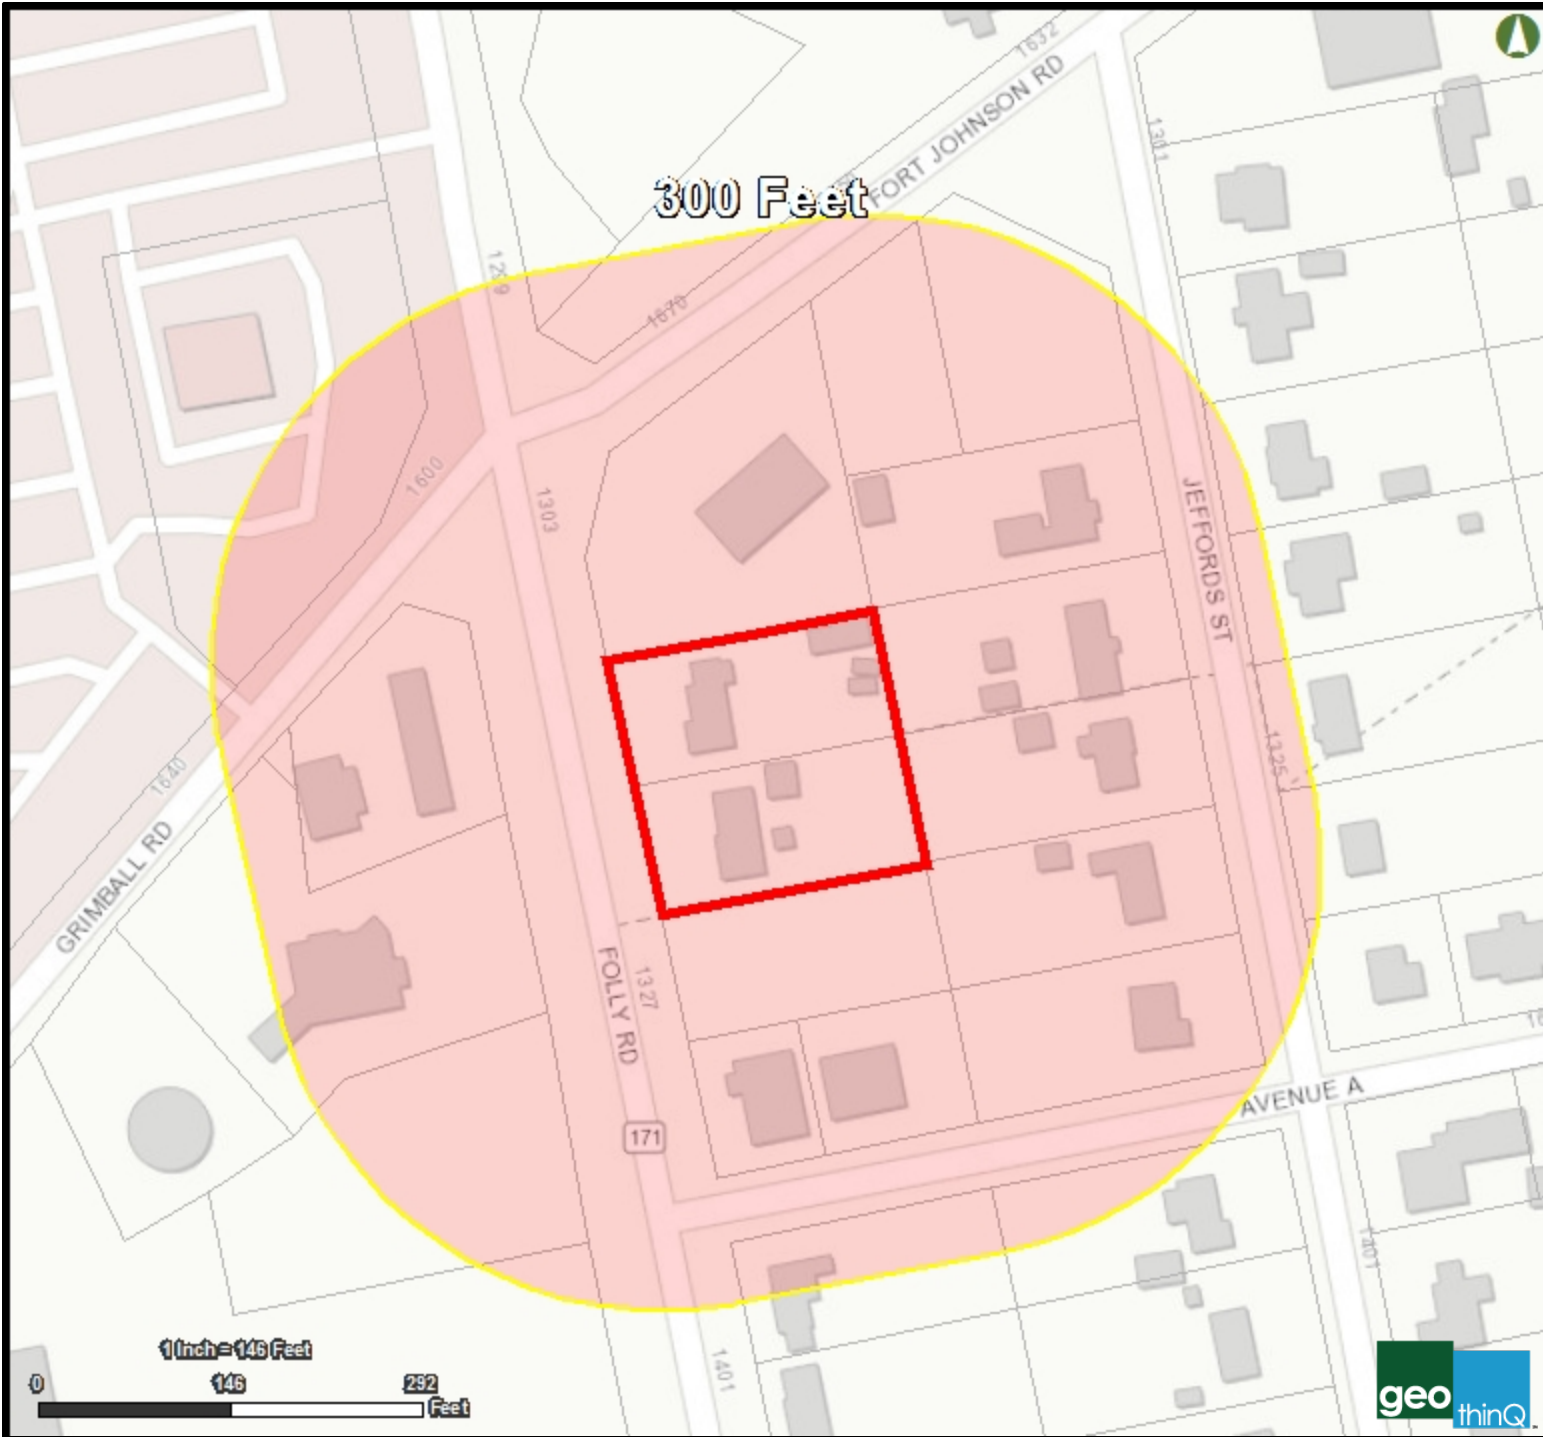 1632
FORT JOHNSON RD
1301
300 Feet
1299
1670
1600
1303
JEFFORDS ST
1640
1325
GRIMBALL RD
FOLLY RD
1327
171
AVENUE A
1401
1401
1 Inch = 146 Feet
0 146 292
Feet
geo
thinQ